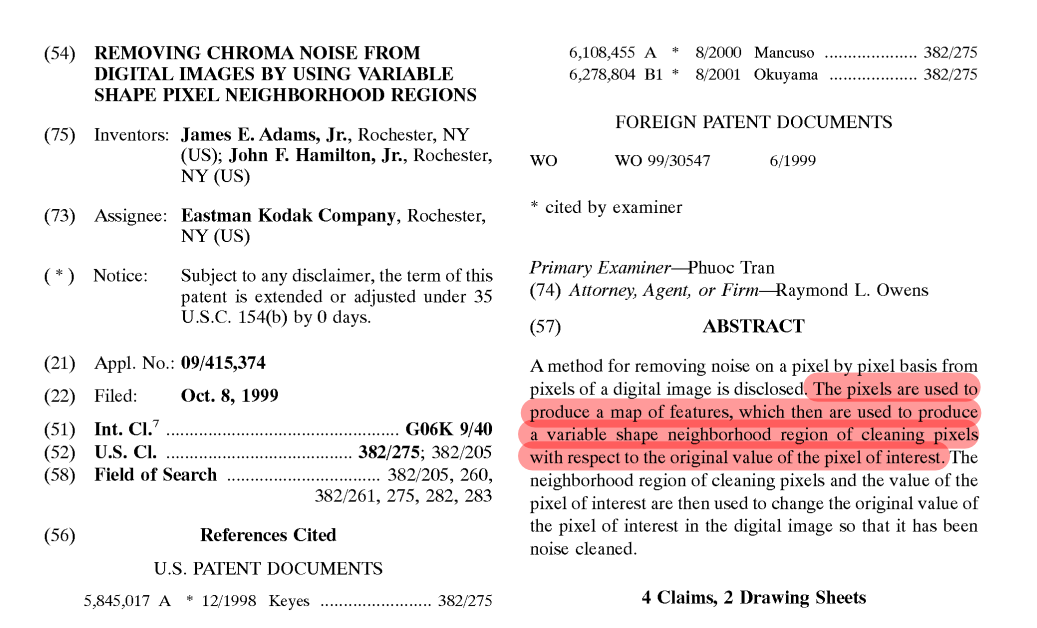 (54) REMOVING CHROMA NOISE FROM
DIGITAL IMAGES BY USING VARIABLE
SHAPE PIXEL NEIGHBORHOOD REGIONS
(75) Inventors: James E. Adams, Jr., Rochester, NY
(US); John F. Hamilton, Jr., Rochester,
NY (US)
(73) Assignee: Eastman Kodak Company, Rochester,
NY (US)
( * ) Notice: Subject to any disclaimer, the term of this
patent is extended or adjusted under 35
U.S.C. 154(b) by 0 days.
(21) Appl. No.: 09/415,374
(22) Filed: Oct. 8, 1999
(51) Int. Cl.7 .................................................. G06K 9/40
(52) U.S. Cl. ........................................ 382/275; 382/205
(58) Field of Search ................................. 382/205, 260,
382/261, 275, 282, 283
(56) References Cited
U.S. PATENT DOCUMENTS
5,845,017 A * 12/1998 Keyes ........................ 382/275
6,108,455 A * 8/2000 Mancuso .................... 382/275
6,278,804 B1 * 8/2001 Okuyama ................... 382/275
FOREIGN PATENT DOCUMENTS
WO WO 99/30547 6/1999
* cited by examiner
Primary Examiner—Phuoc Tran
(74) Attorney, Agent, or Firm—Raymond L. Owens
(57) ABSTRACT
A method for removing noise on a pixel by pixel basis from
pixels of a digital image is disclosed. The pixels are used to
produce a map of features, which then are used to produce
a variable shape neighborhood region of cleaning pixels
with respect to the original value of the pixel of interest. The
neighborhood region of cleaning pixels and the value of the
pixel of interest are then used to change the original value of
the pixel of interest in the digital image so that it has been
noise cleaned.
4 Claims, 2 Drawing Sheets